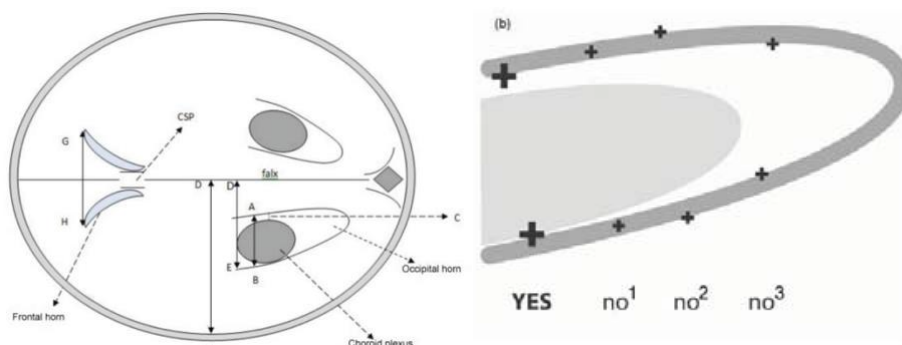 CSP
G
falx
D
D
H
A
C
E
B
Occipital horn
Frontal horn
Choroid plexus
(b)
YES no¹ no² no³